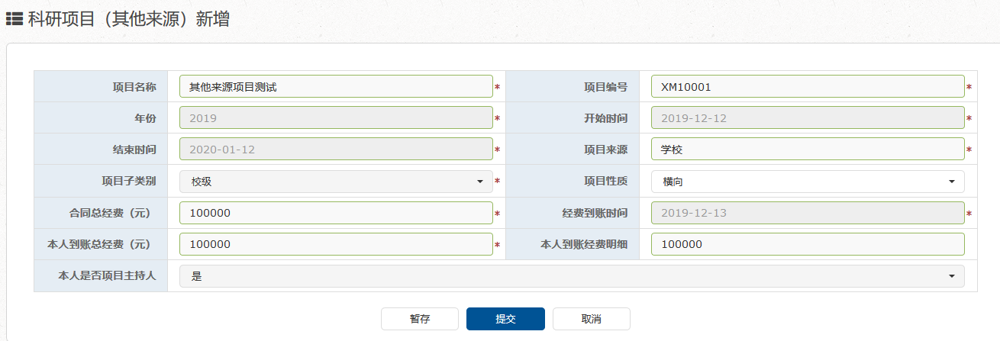 科研项目（其他来源）新增
项目名称 其他来源项目测试 * 项目编号 XM10001 *
年份 2019 * 开始时间 2019-12-12 *
结束时间 2020-01-12 * 项目来源 学校 *
项目子类别 校级 * 项目性质 横向
合同总经费（元） 100000 * 经费到账时间 2019-12-13 *
本人到账总经费（元） 100000 * 本人到账经费明细 100000
本人是否项目主持人 是
暂存 提交 取消